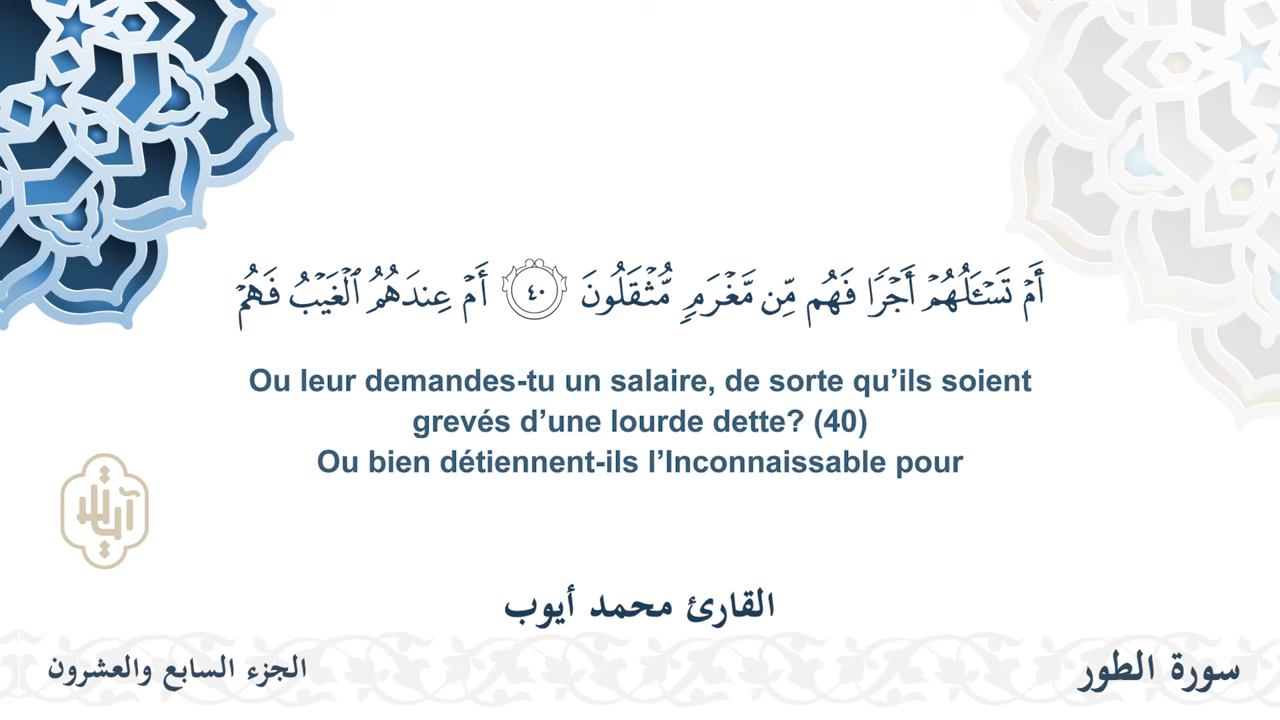 أَمۡ تَسۡـَٔلُهُمۡ أَجۡرٗا فَهُم مِّن مَّغۡرَمٖ مُّثۡقَلُونَ ٤٠ أَمۡ عِندَهُمُ ٱلۡغَيۡبُ فَهُمۡ
Ou leur demandes-tu un salaire, de sorte qu’ils soient
grevés d’une lourde dette? (40)
Ou bien détiennent-ils l’Inconnaissable pour
آيات
القارئ محمد أيوب
سورة الطور
الجزء السابع والعشرون